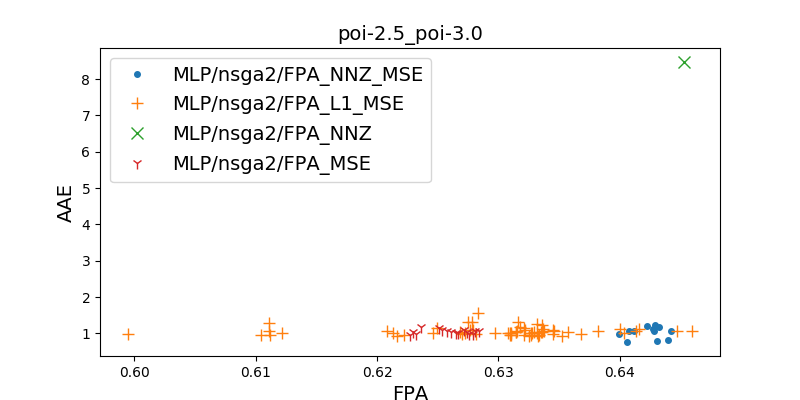 poi-2.5_poi-3.0
MLP/nsga2/FPA_NNZ_MSE
MLP/nsga2/FPA_L1_MSE
MLP/nsga2/FPA_NNZ
MLP/nsga2/FPA_MSE
AAE
8
7
6
5
4
3
2
1
0.60 0.61 0.62 0.63 0.64
FPA